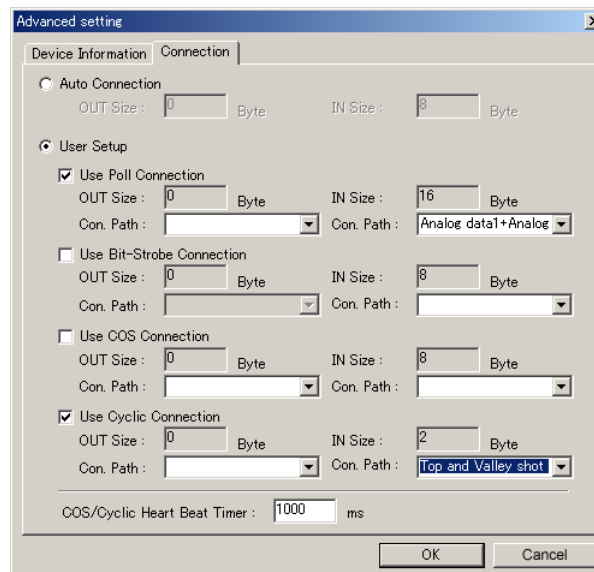 Advanced setting
Device Information Connection
Auto Connection
OUT Size : 0 Byte IN Size : 8 Byte
User Setup
Use Poll Connection
OUT Size : 0 Byte IN Size : 16 Byte
Con. Path : Con. Path : Analog data1+Analog
Use Bit-Strobe Connection
OUT Size : 0 Byte IN Size : 8 Byte
Con. Path : Con. Path :
Use COS Connection
OUT Size : 0 Byte IN Size : 8 Byte
Con. Path : Con. Path :
Use Cyclic Connection
OUT Size : 0 Byte IN Size : 2 Byte
Con. Path : Con. Path : Top and Valley shot
COS/Cyclic Heart Beat Timer : 1000 ms
OK Cancel